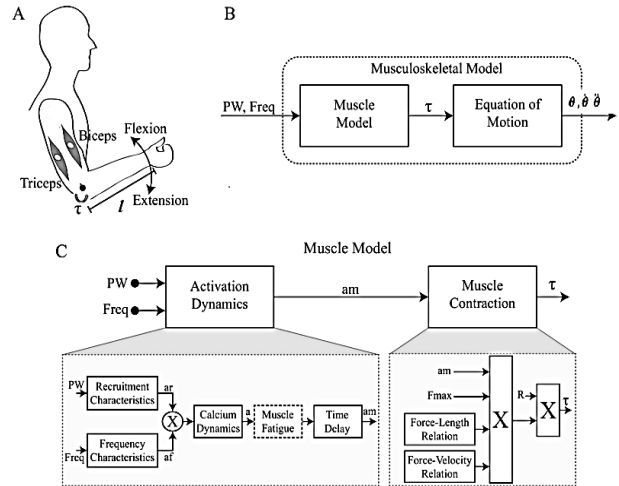 A
Biceps
Flexion
Triceps
τ
l
Extension
B
Musculoskeletal Model
PW, Freq
Muscle
Model
τ
Equation of
Motion
θ, θ̇ θ̈
C
Muscle Model
PW
Freq
Activation
Dynamics
am
Muscle
Contraction
τ
PW
Recruitment
Characteristics
ar
X
Freq
Frequency
Characteristics
af
Calcium
Dynamics
a
Muscle
Fatigue
Time
Delay
am
am
Fmax
Force-Length
Relation
Force-Velocity
Relation
X
R
X
τ